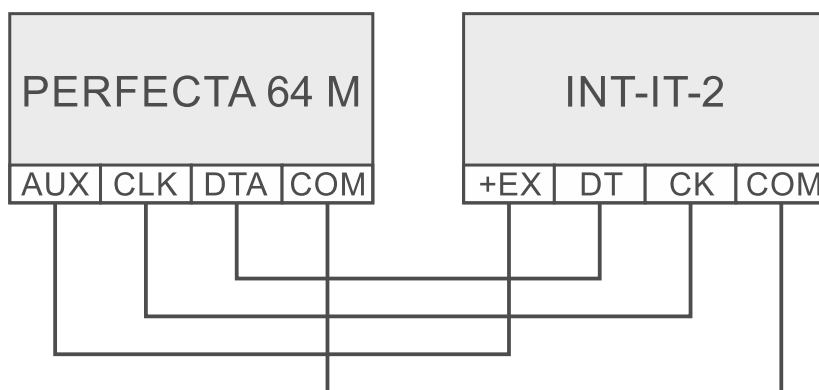 PERFECTA 64 M
INT-IT-2
AUX CLK DTA COM
+EX DT CK COM